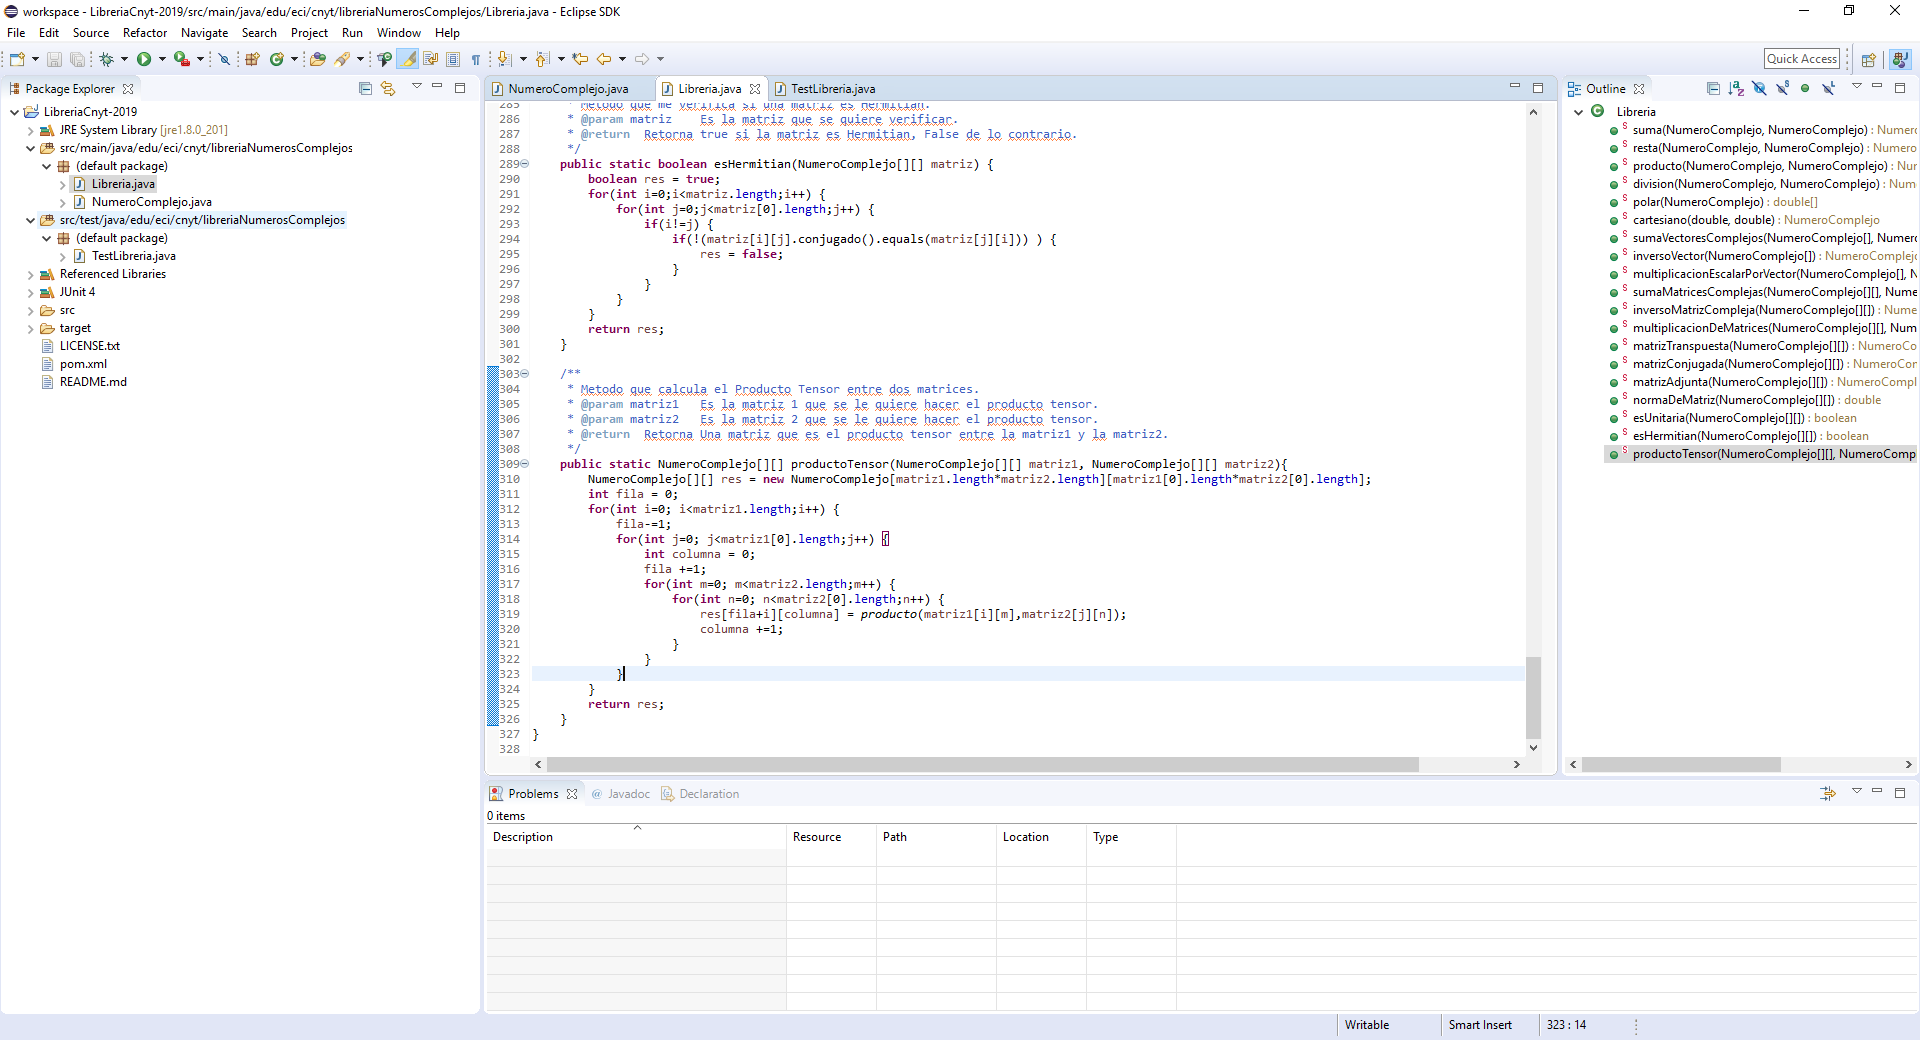 workspace - LibreriaCnyt-2019/src/main/java/edu/eci/cnyt/libreriaNumerosComplejos/Libreria.java - Eclipse SDK
File Edit Source Refactor Navigate Search Project Run Window Help
Quick Access
Package Explorer
LibreriaCnyt-2019
JRE System Library [jre1.8.0_201]
src/main/java/edu/eci/cnyt/libreriaNumerosComplejos
(default package)
Libreria.java
NumeroComplejo.java
src/test/java/edu/eci/cnyt/libreriaNumerosComplejos
(default package)
TestLibreria.java
Referenced Libraries
JUnit 4
src
target
LICENSE.txt
pom.xml
README.md
NumeroComplejo.java Libreria.java TestLibreria.java
285 * Metodo que me verifica si una matriz es Hermitian.
286 * @param matriz    Es la matriz que se quiere verificar.
287 * @return  Retorna true si la matriz es Hermitian, False de lo contrario.
288 */
289 public static boolean esHermitian(NumeroComplejo[][] matriz) {
290 boolean res = true;
291 for(int i=0;i<matriz.length;i++) {
292 for(int j=0;j<matriz[0].length;j++) {
293 if(i!=j) {
294 if(!(matriz[i][j].conjugado().equals(matriz[j][i])) ) {
295 res = false;
296 }
297 }
298 }
299 }
300 return res;
301 }
302
303 /**
304 * Metodo que calcula el Producto Tensor entre dos matrices.
305 * @param matriz1   Es la matriz 1 que se le quiere hacer el producto tensor.
306 * @param matriz2   Es la matriz 2 que se le quiere hacer el producto tensor.
307 * @return  Retorna Una matriz que es el producto tensor entre la matriz1 y la matriz2.
308 */
309 public static NumeroComplejo[][] productoTensor(NumeroComplejo[][] matriz1, NumeroComplejo[][] matriz2){
310 NumeroComplejo[][] res = new NumeroComplejo[matriz1.length*matriz2.length][matriz1[0].length*matriz2[0].length];
311 int fila = 0;
312 for(int i=0; i<matriz1.length;i++) {
313 fila-=1;
314 for(int j=0; j<matriz1[0].length;j++) {
315 int columna = 0;
316 fila +=1;
317 for(int m=0; m<matriz2.length;m++) {
318 for(int n=0; n<matriz2[0].length;n++) {
319 res[fila+i][columna] = producto(matriz1[i][m],matriz2[j][n]);
320 columna +=1;
321 }
322 }
323 }
324 }
325 return res;
326 }
327 }
328
Outline
Libreria
suma(NumeroComplejo, NumeroComplejo) : Numero
resta(NumeroComplejo, NumeroComplejo) : Numero
producto(NumeroComplejo, NumeroComplejo) : Nur
division(NumeroComplejo, NumeroComplejo) : Num
polar(NumeroComplejo) : double[]
cartesiano(double, double) : NumeroComplejo
sumaVectoresComplejos(NumeroComplejo[], Numero
inversoVector(NumeroComplejo[]) : NumeroComplejo
multiplicacionEscalarPorVector(NumeroComplejo[], N
sumaMatricesComplejas(NumeroComplejo[][], Nume
inversoMatrizCompleja(NumeroComplejo[][]) : Nume
multiplicacionDeMatrices(NumeroComplejo[][], Num
matrizTranspuesta(NumeroComplejo[][]) : NumeroCo
matrizConjugada(NumeroComplejo[][]) : NumeroCo
matrizAdjunta(NumeroComplejo[][]) : NumeroCompl
normaDeMatriz(NumeroComplejo[][]) : double
esUnitaria(NumeroComplejo[][]) : boolean
esHermitian(NumeroComplejo[][]) : boolean
productoTensor(NumeroComplejo[][], NumeroComp
Problems @ Javadoc Declaration
0 items
Description Resource Path Location Type
Writable Smart Insert 323 : 14